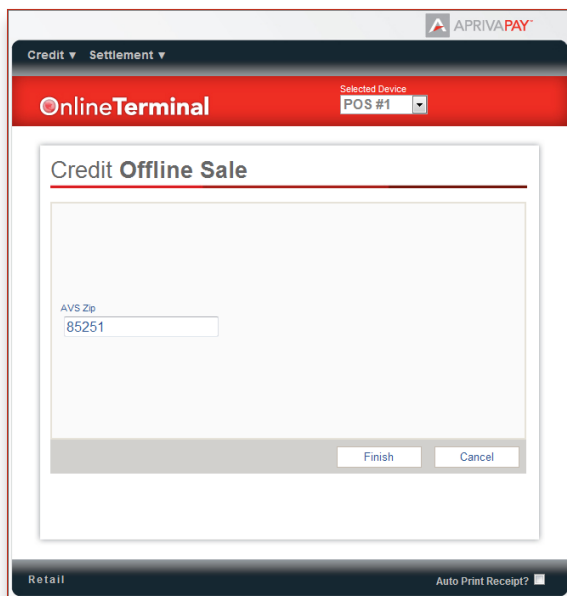 APRIVAPAY™
Credit ▾ Settlement ▾
Selected Device
OnlineTerminal
POS #1
Credit Offline Sale
AVS Zip
85251
Finish Cancel
Retail Auto Print Receipt?